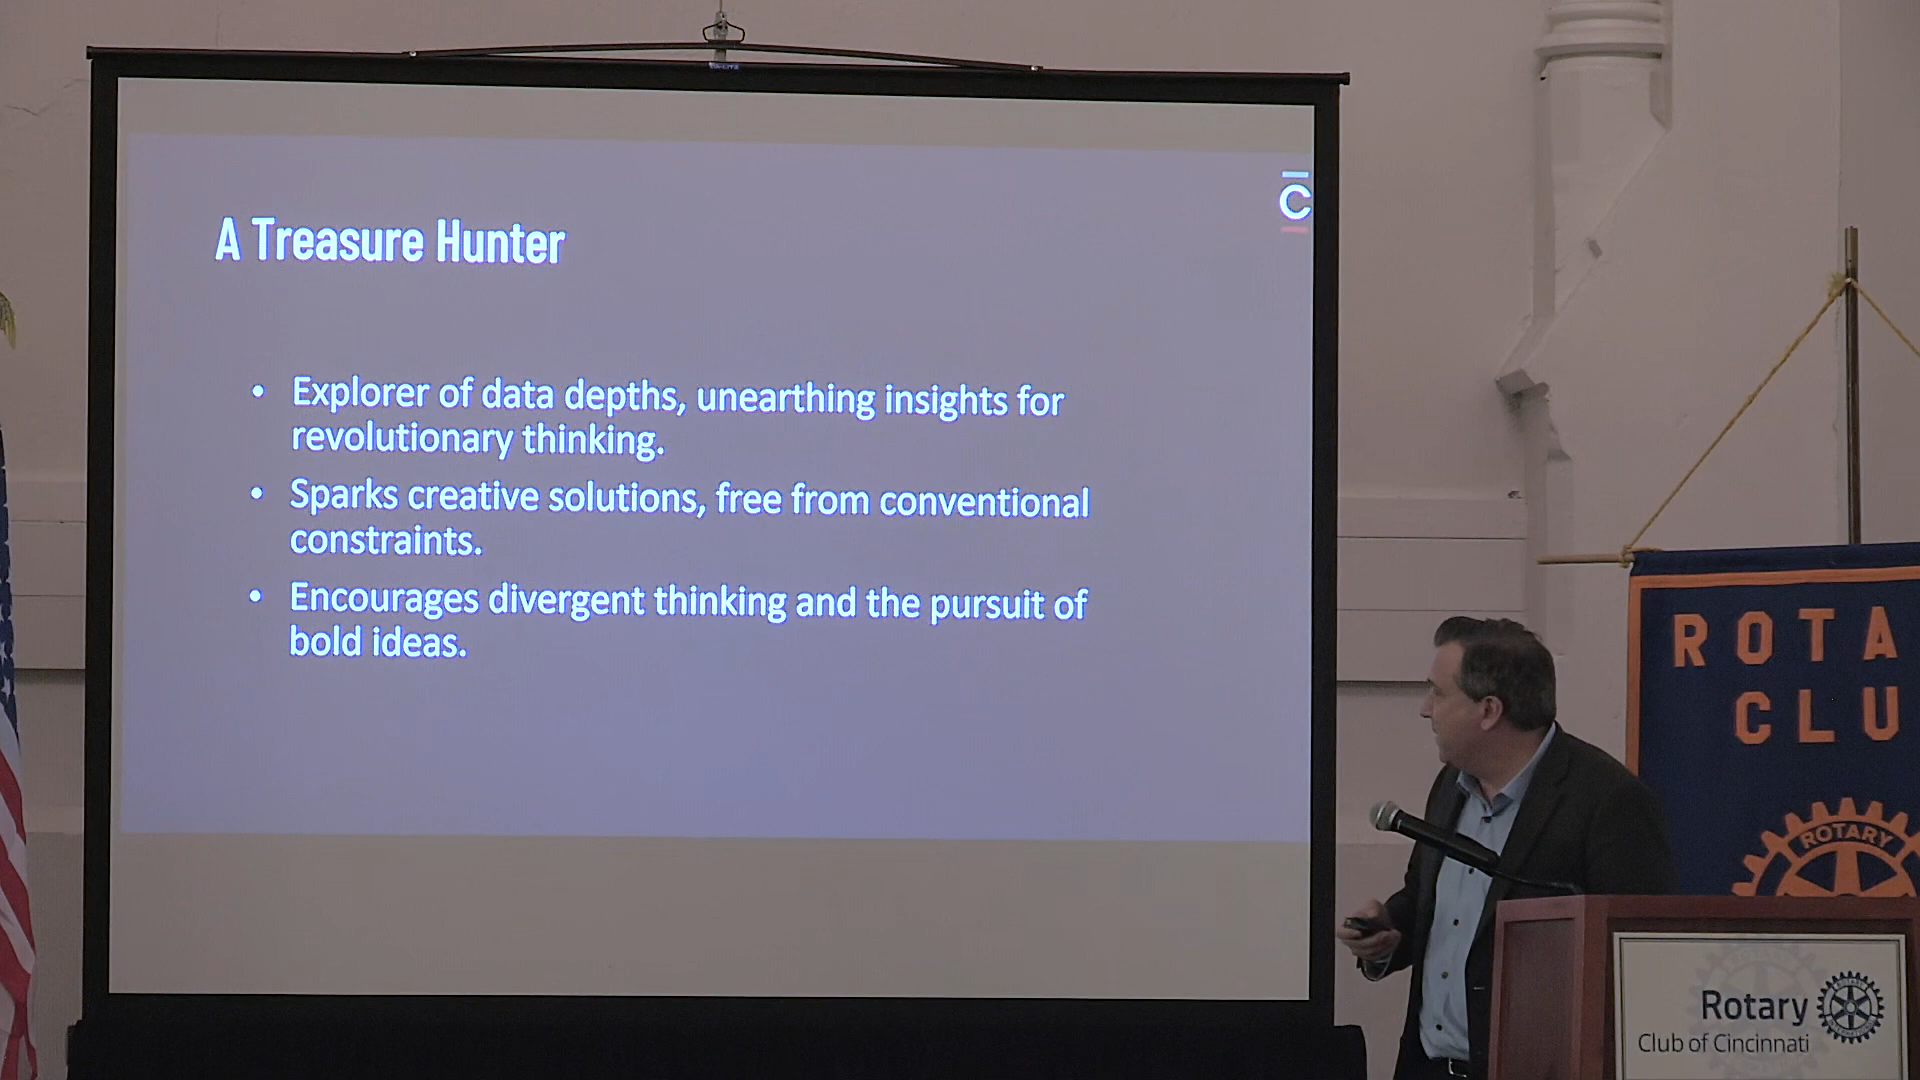 C
A Treasure Hunter
• Explorer of data depths, unearthing insights for
revolutionary thinking.
• Sparks creative solutions, free from conventional
constraints.
• Encourages divergent thinking and the pursuit of
bold ideas.
ROTA
CLU
ROTARY
Rotary
Club of Cincinnati